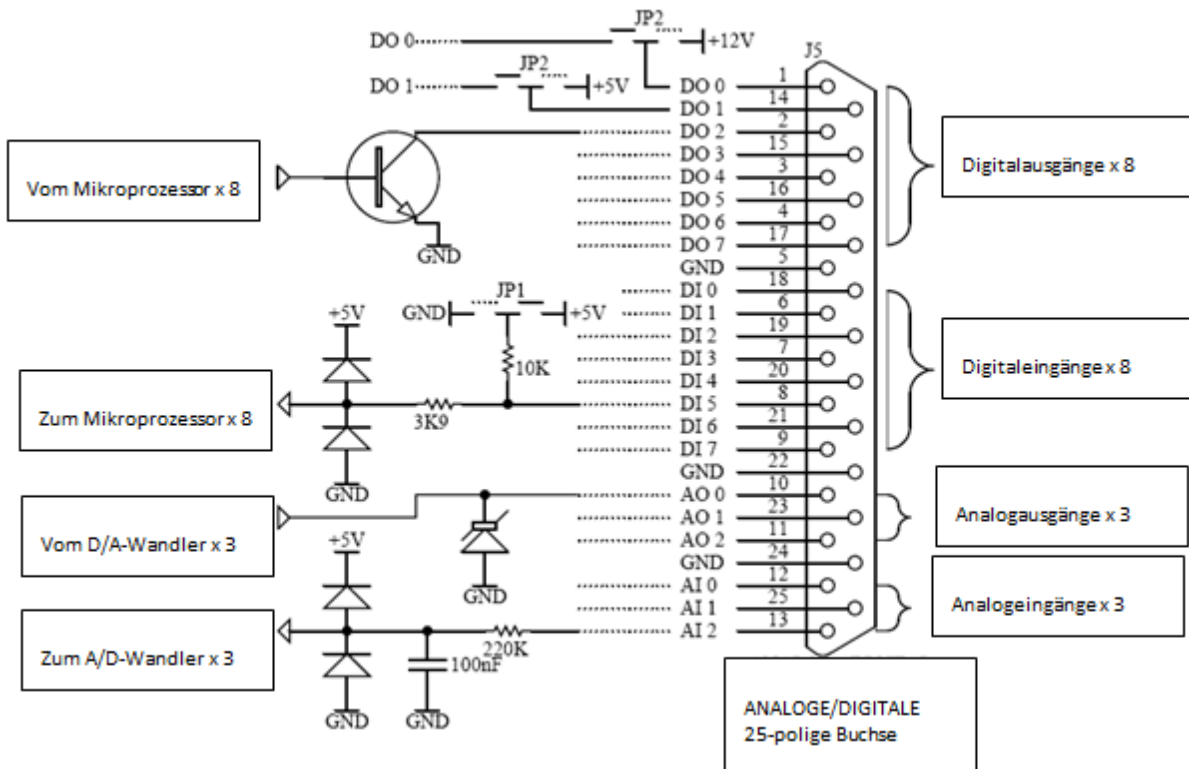 JP2
DO 0
+12V
J5
JP2
DO 1
+5V
DO 0 1
DO 1 14
DO 2 2
DO 3 15
DO 4 3
DO 5 16
DO 6 4
DO 7 17
GND 5
DI 0 18
DI 1 6
DI 2 19
DI 3 7
DI 4 20
DI 5 8
DI 6 21
DI 7 9
GND 22
AO 0 10
AO 1 23
AO 2 11
GND 24
AI 0 12
AI 1 25
AI 2 13
Vom Mikroprozessor x 8
GND
Digitalausgänge x 8
JP1
GND
+5V
+5V
10K
3K9
GND
Zum Mikroprozessor x 8
Digitaleingänge x 8
Vom D/A-Wandler x 3
GND
Analogausgänge x 3
+5V
220K
100nF
GND
GND
Zum A/D-Wandler x 3
Analogeingänge x 3
ANALOGE/DIGITALE
25-polige Buchse